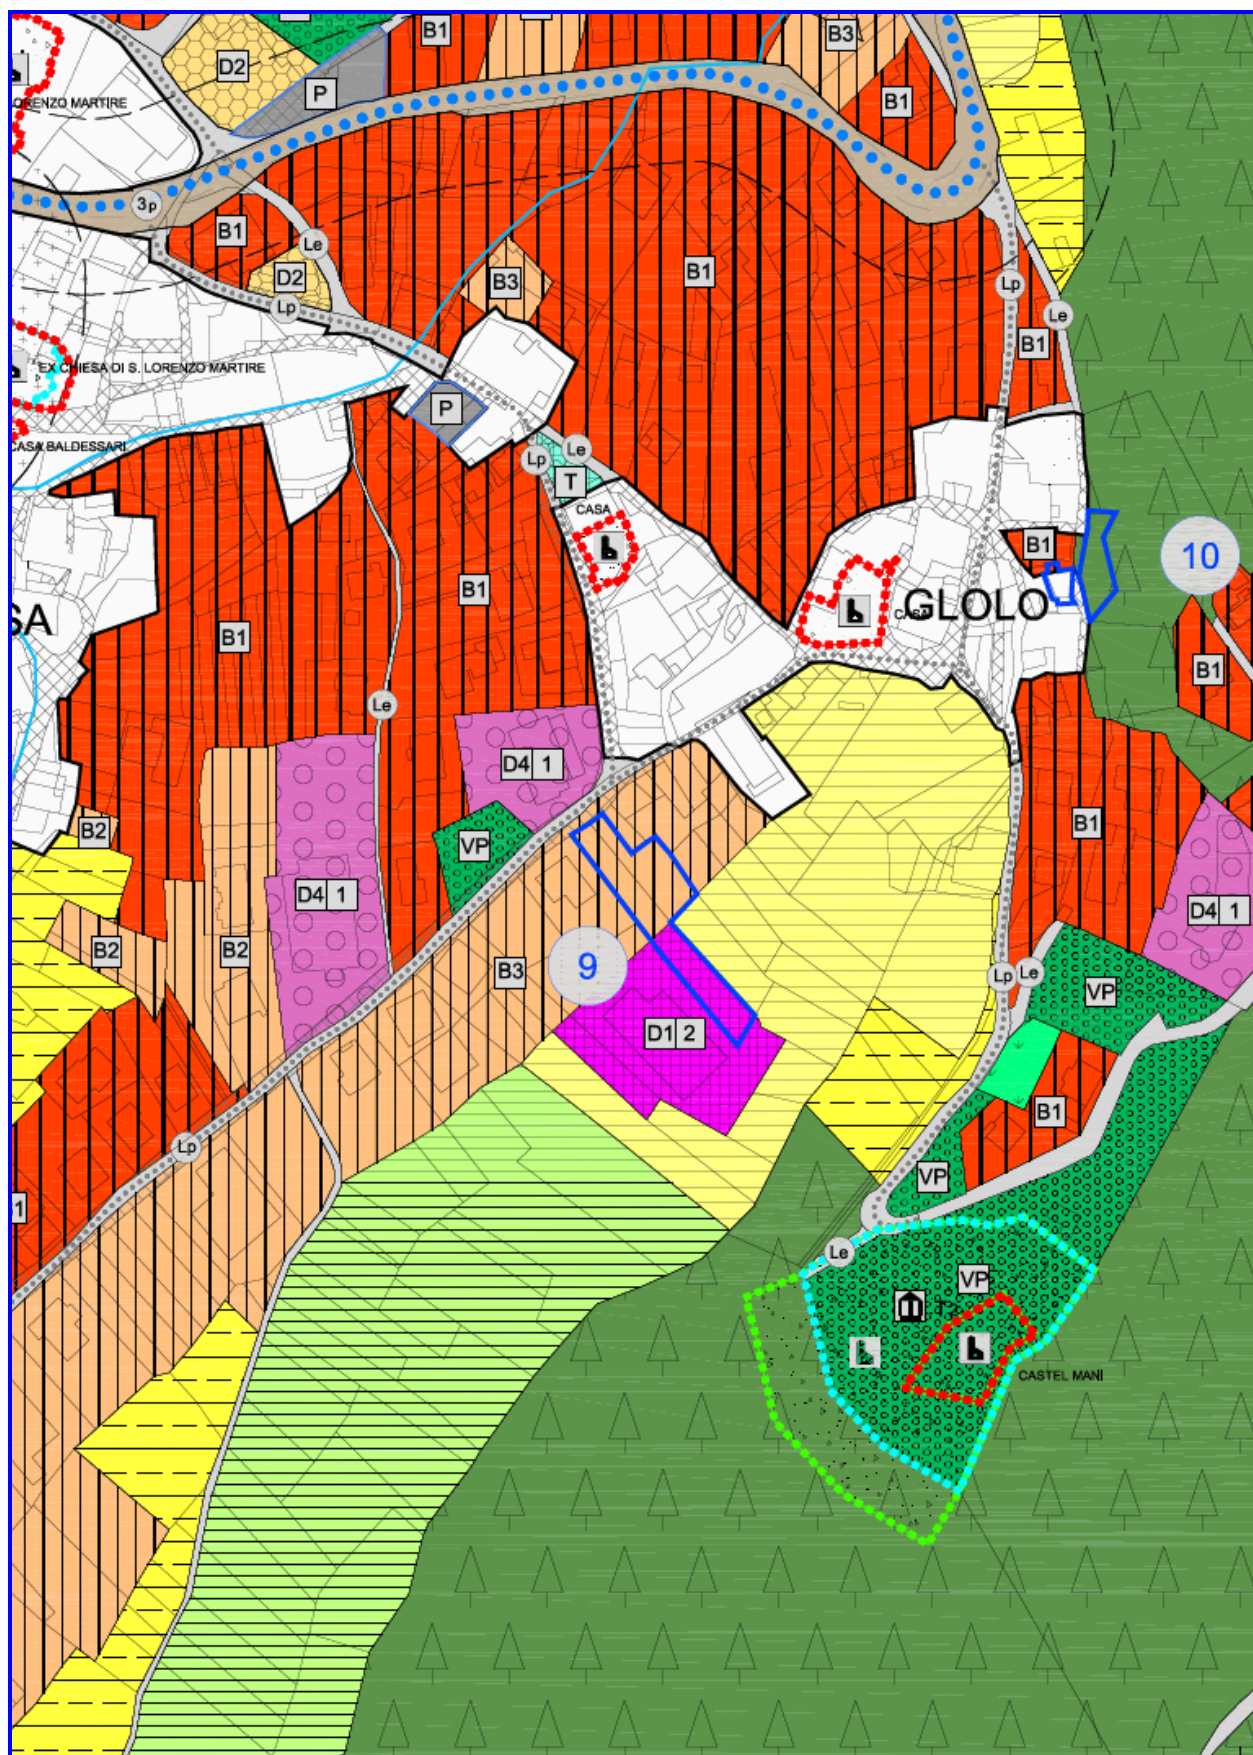 B1
B3
D2
P
B1
LORENZO MARTIRE
3p
B1
Le
D2
Lp
B3
B1
Lp
Le
B1
EX CHIESA DI S. LORENZO MARTIRE
P
CASA BALDESSARI
Lp
Le
T
CASA
B1
10
B1
CASA
GLOLO
SA
B1
B1
Le
D4 1
B2
VP
B1
D4 1
B2
B2
B3
9
D4 1
Lp
Le
VP
D1 2
B1
Lp
VP
1
Le
VP
CASTEL MANI